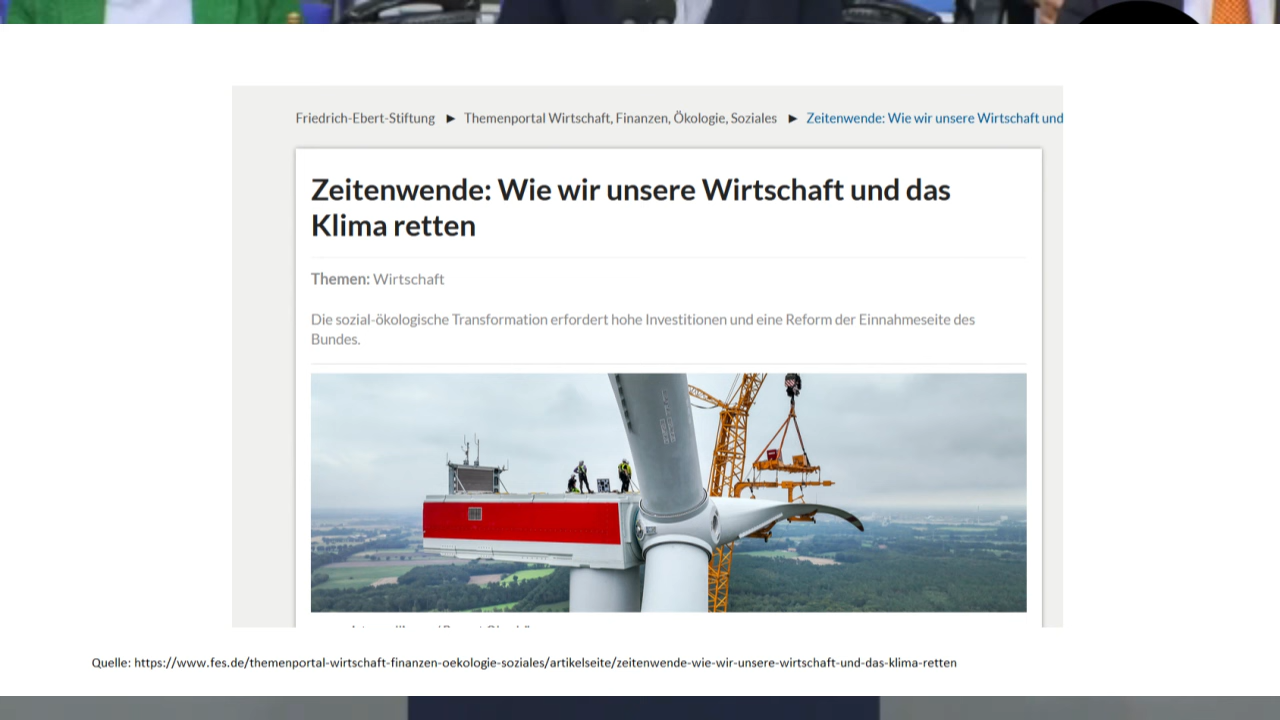 Friedrich-Ebert-Stiftung ► Themenportal Wirtschaft, Finanzen, Ökologie, Soziales ► Zeitenwende: Wie wir unsere Wirtschaft und
Zeitenwende: Wie wir unsere Wirtschaft und das
Klima retten
Themen: Wirtschaft
Die sozial-ökologische Transformation erfordert hohe Investitionen und eine Reform der Einnahmeseite des
Bundes.
Quelle: https://www.fes.de/themenportal-wirtschaft-finanzen-oekologie-soziales/artikelseite/zeitenwende-wie-wir-unsere-wirtschaft-und-das-klima-retten